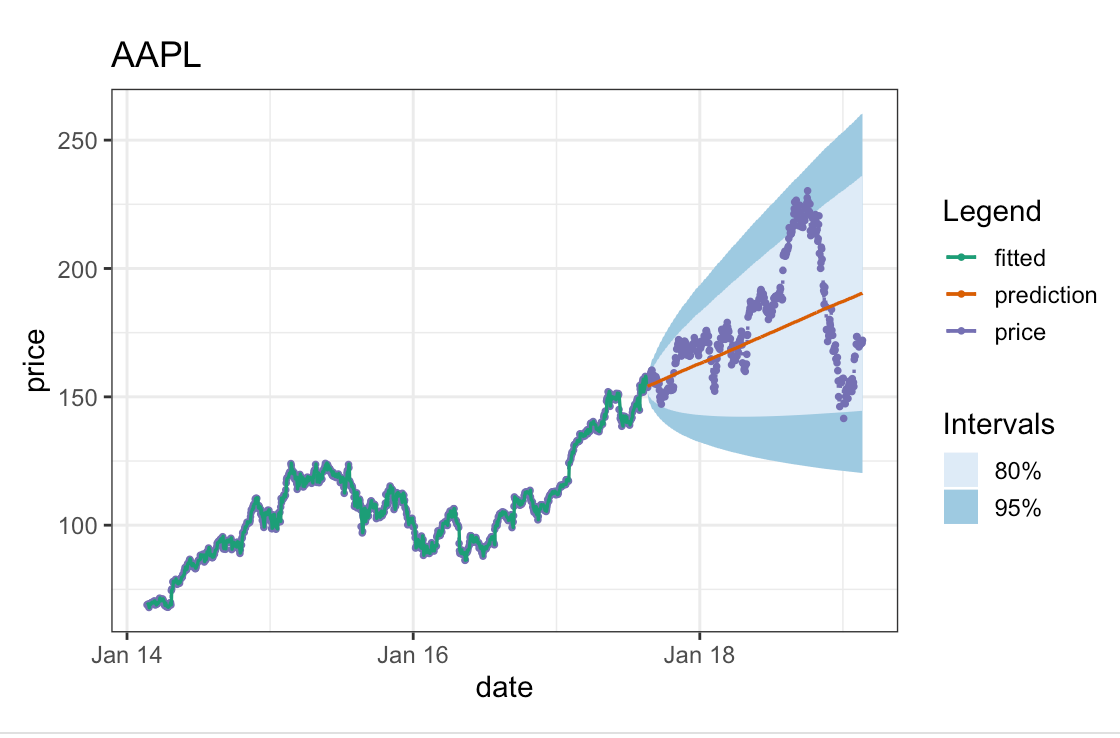 AAPL
250
200
150
100
price
Jan 14
Jan 16
Jan 18
date
Legend
fitted
prediction
price
Intervals
80%
95%